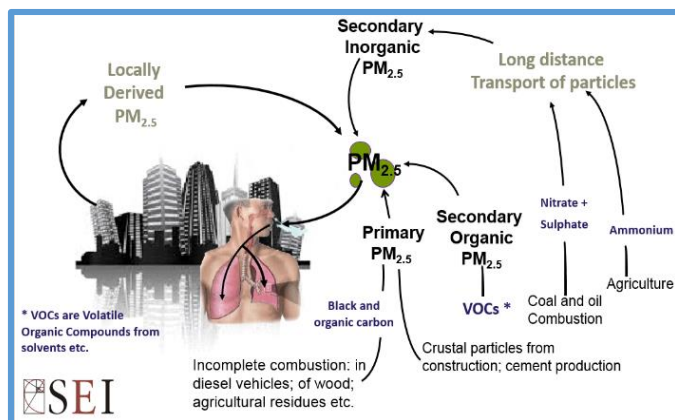 Secondary
Inorganic
PM2.5
Long distance
Transport of particles
Locally
Derived
PM2.5
PM2.5
Primary
PM2.5
Secondary
Organic
PM2.5
Nitrate +
Sulphate
Ammonium
Agriculture
Coal and oil
Combustion
VOCs *
Black and
organic carbon
* VOCs are Volatile
Organic Compounds from
solvents etc.
Crustal particles from
construction; cement production
Incomplete combustion: in
diesel vehicles; of wood;
agricultural residues etc.
SEI